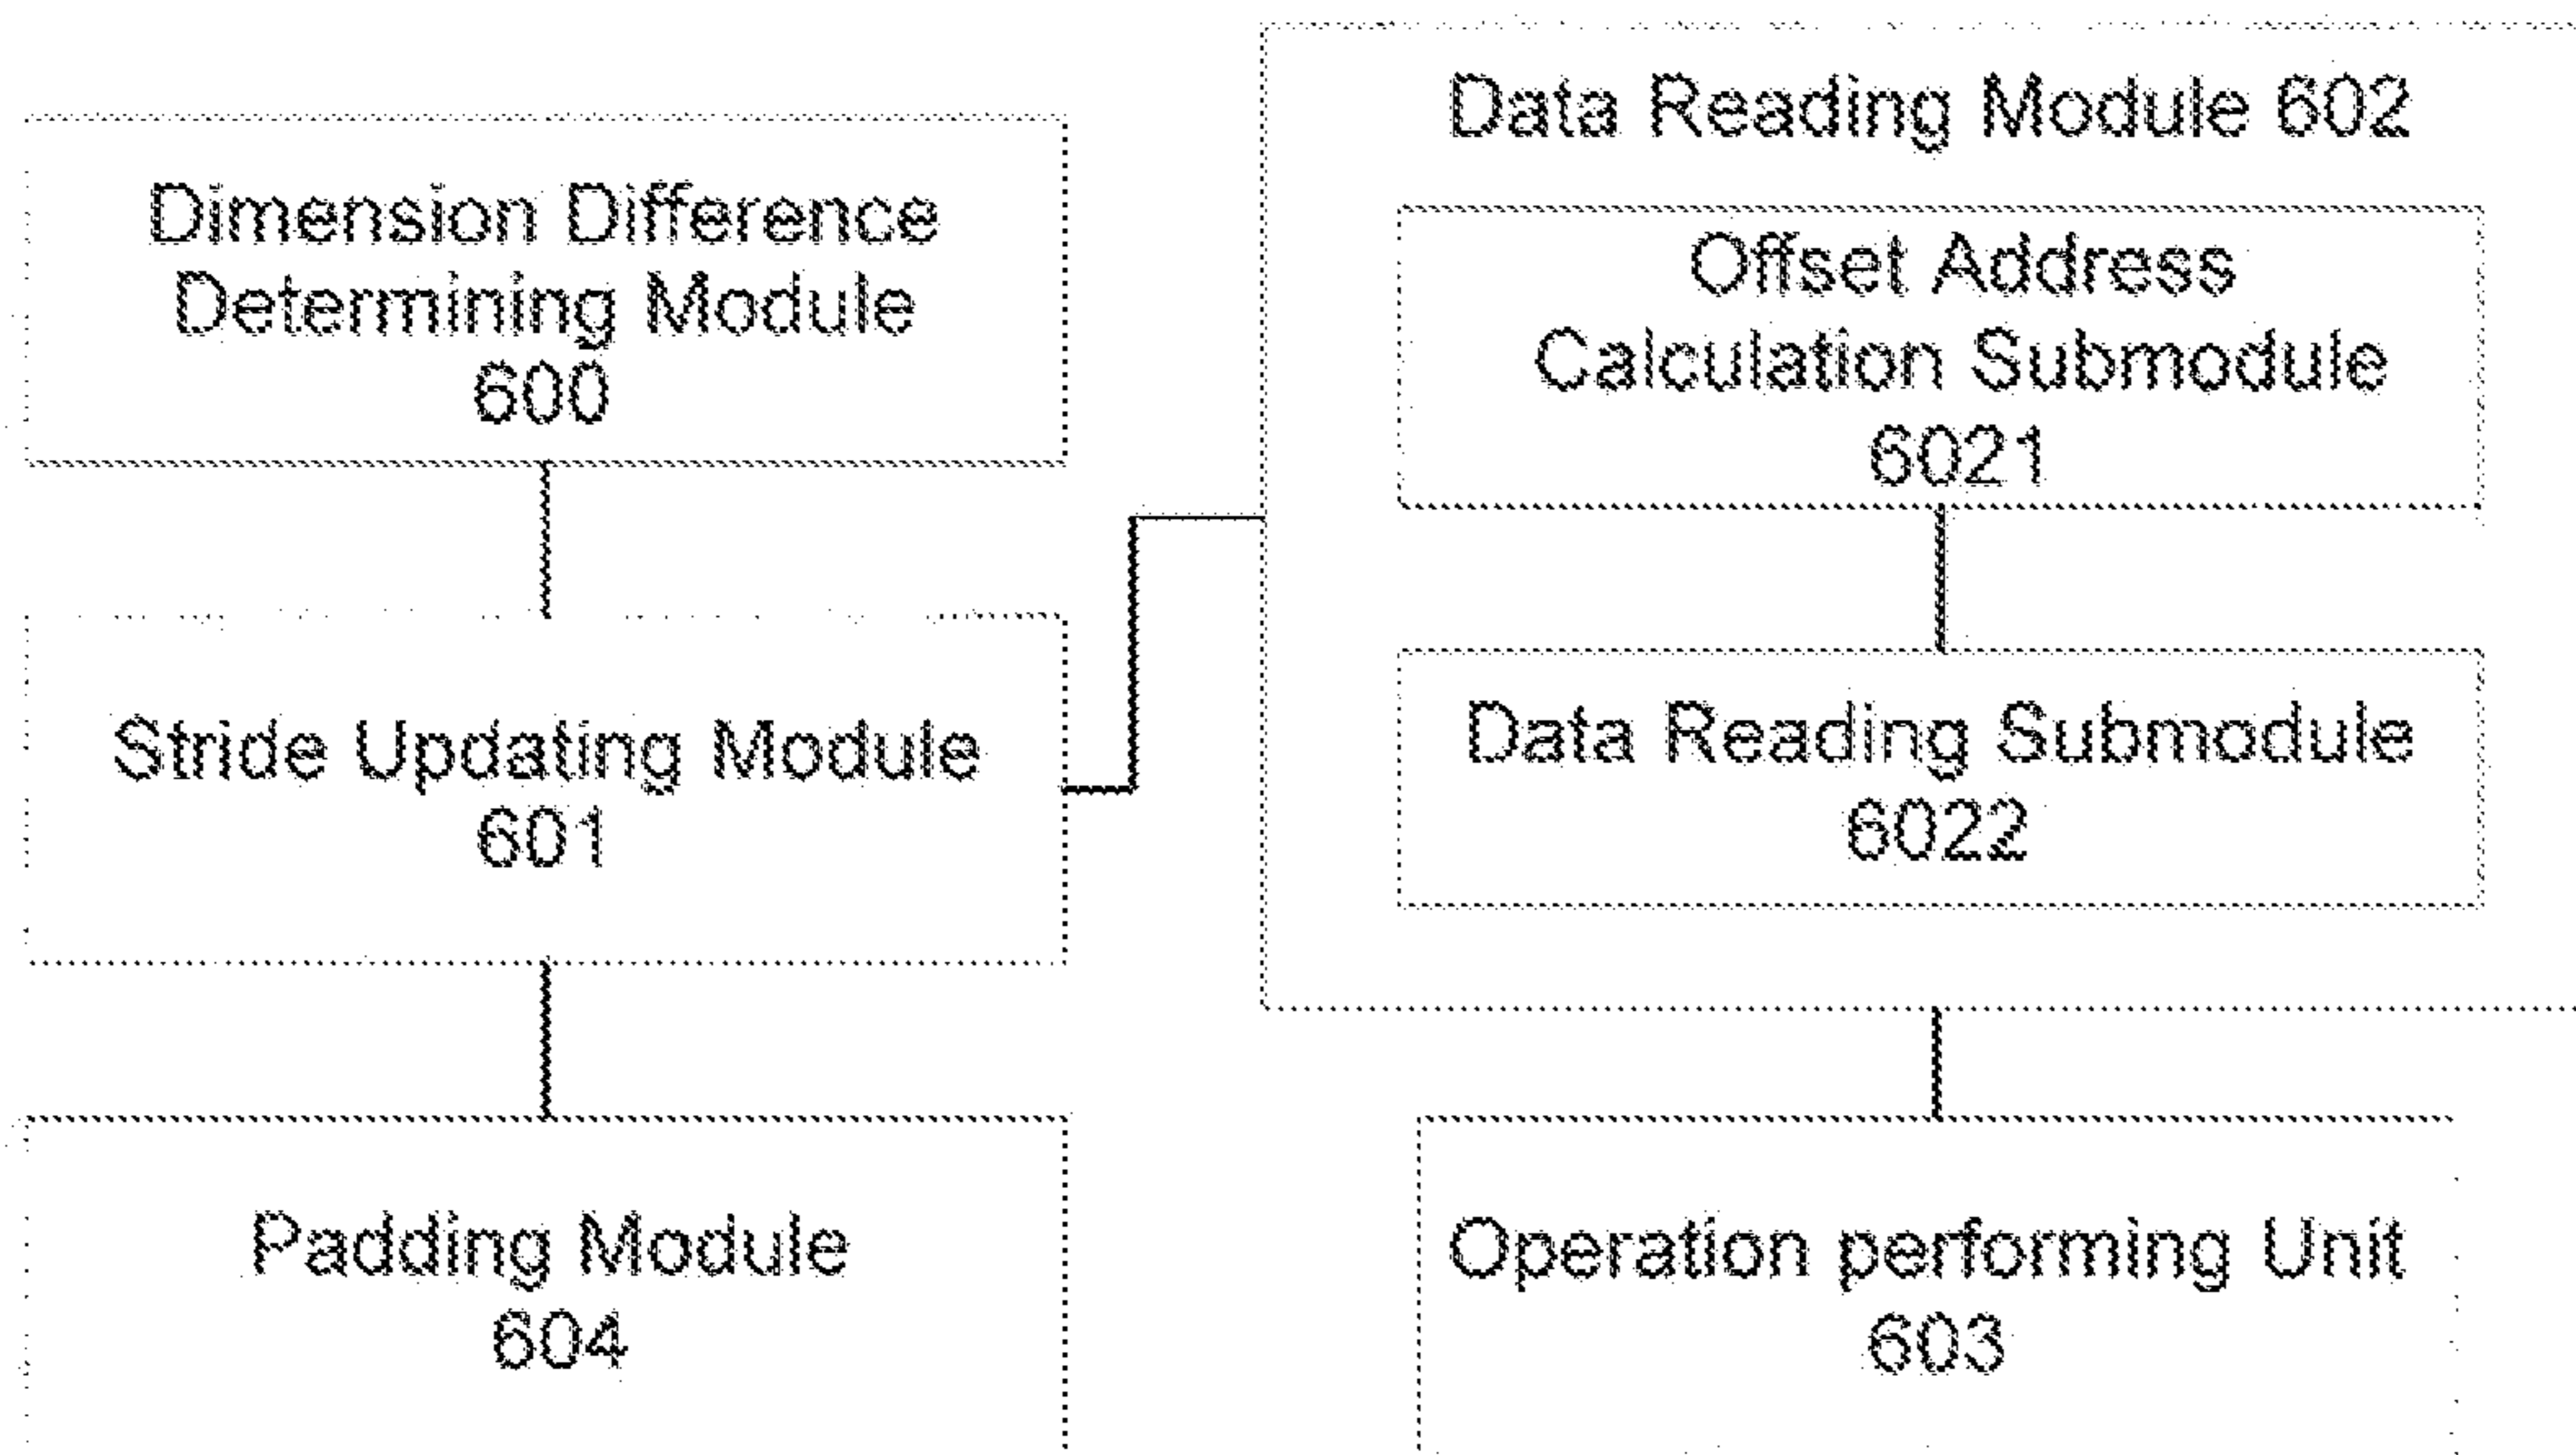 Dimension Difference
Determining Module
600
Stride Updating Module
601
Padding Module
604
Data Reading Module 602
Offset Address
Calculation Submodule
6021
Data Reading Submodule
6022
Operation performing Unit
603